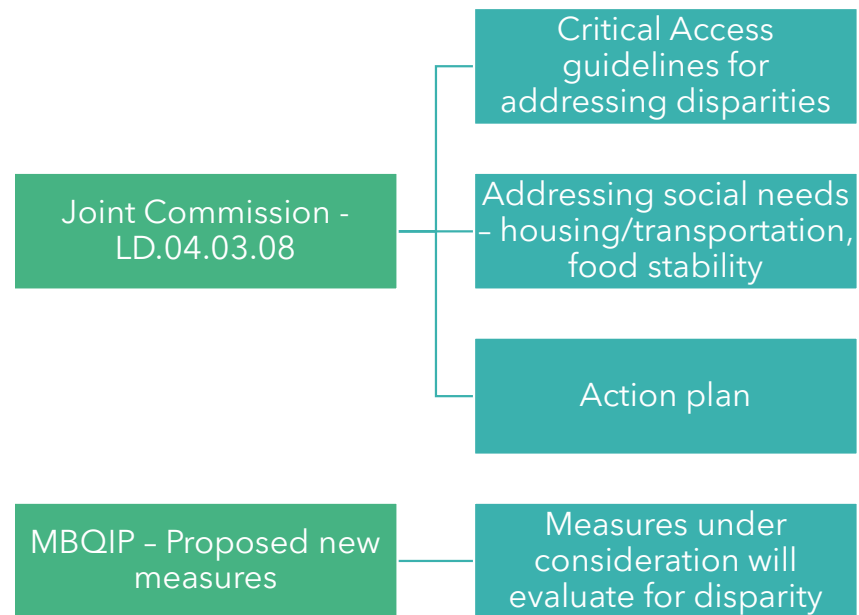 Critical Access
guidelines for
addressing disparities
Joint Commission -
LD.04.03.08
Addressing social needs
– housing/transportation,
food stability
Action plan
MBQIP – Proposed new
measures
Measures under
consideration will
evaluate for disparity